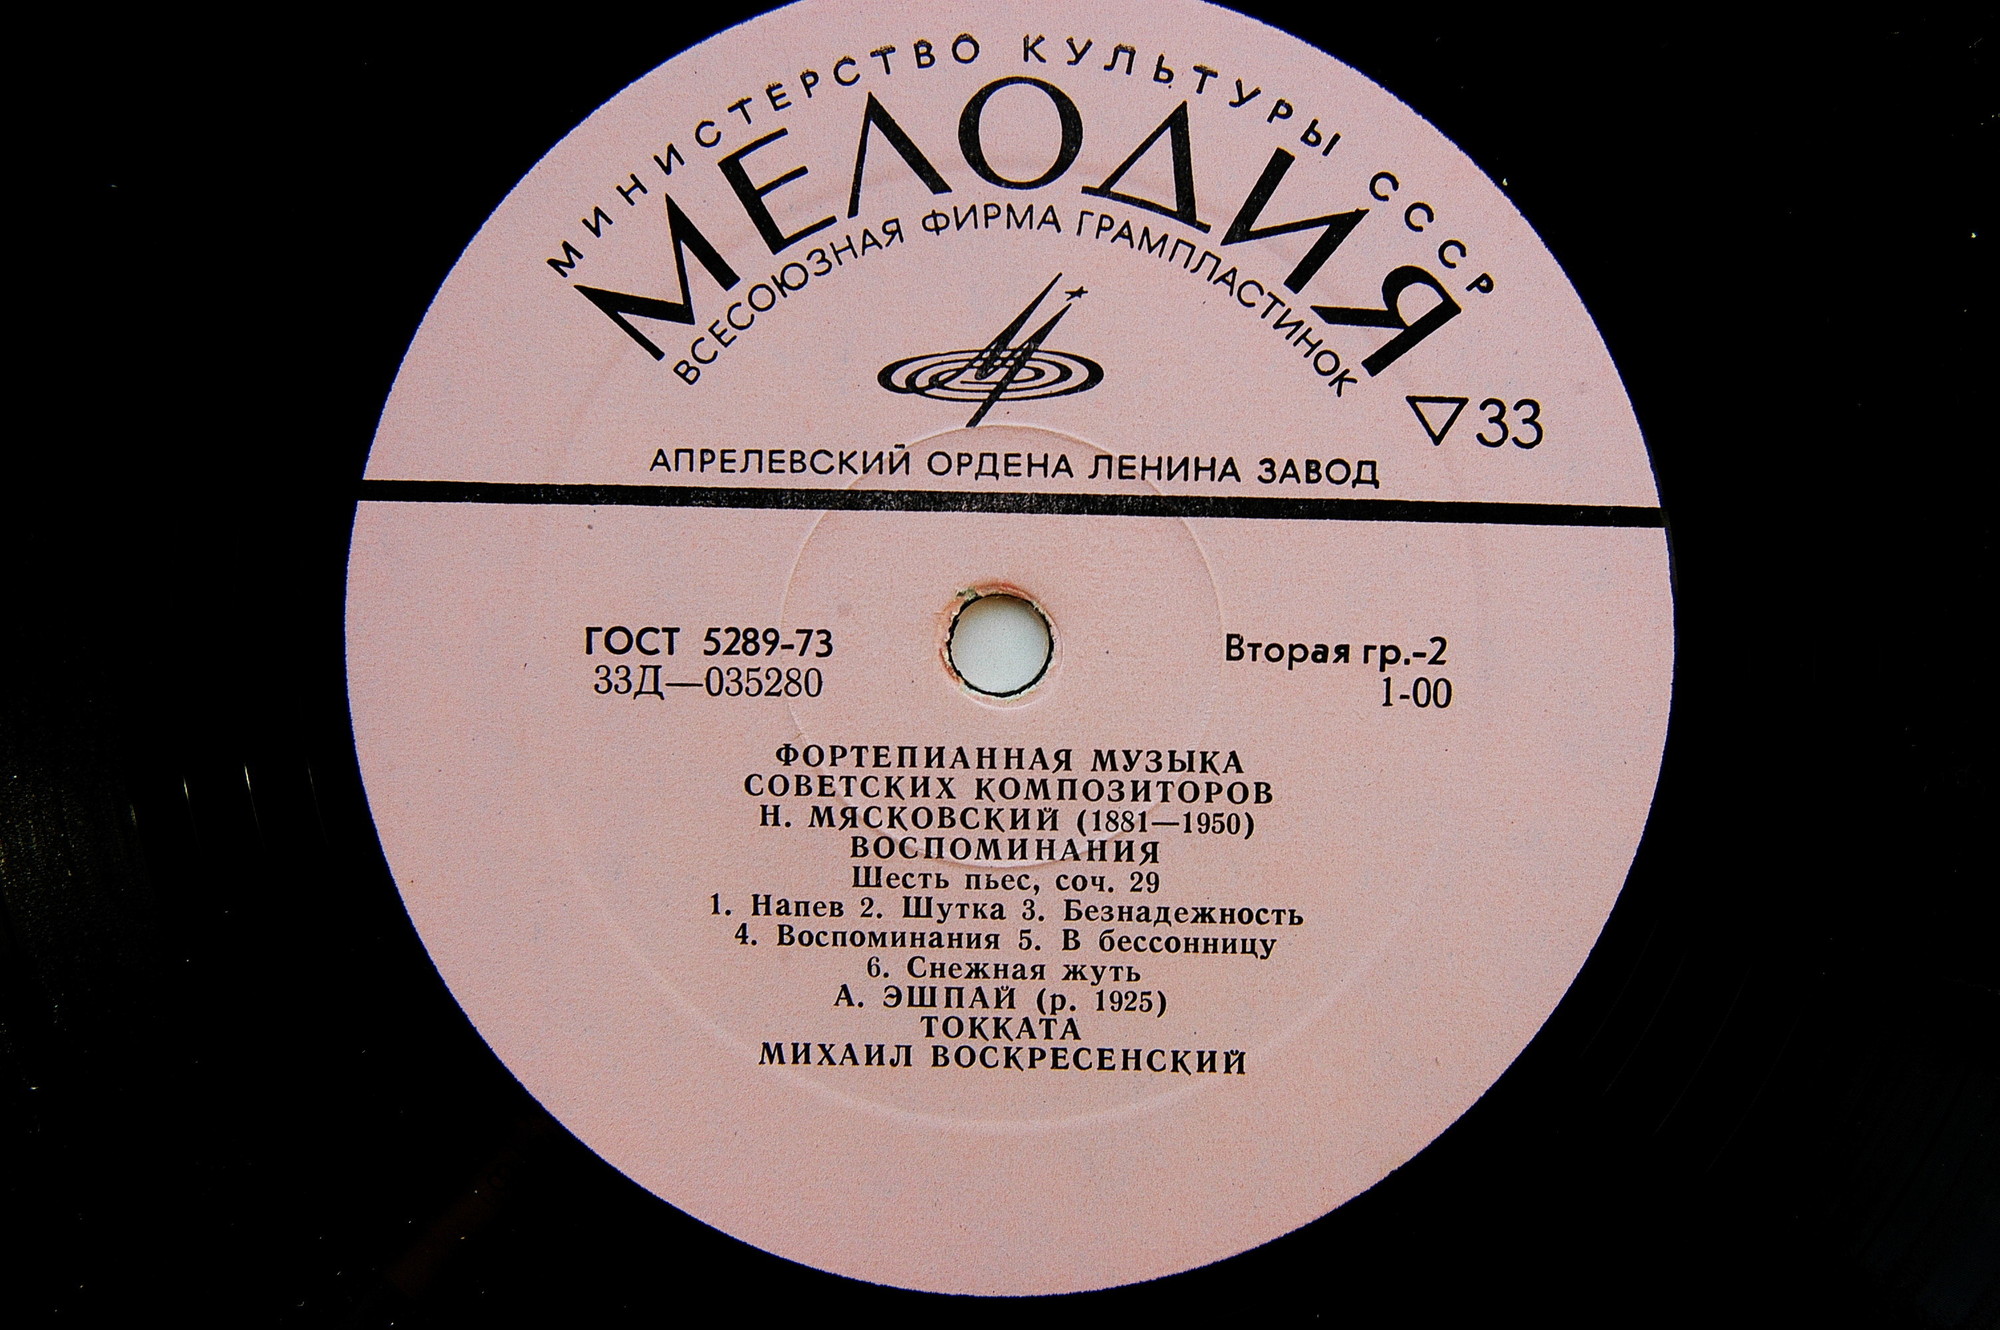 МИНИСТЕРСТВО КУЛЬТУРЫ СССР
МЕЛОДИЯ
ВСЕСОЮЗНАЯ ФИРМА ГРАМПЛАСТИНОК
33
АПРЕЛЕВСКИЙ ОРДЕНА ЛЕНИНА ЗАВОД
ГОСТ 5289-73
33Д—035280
Вторая гр.-2
1-00
ФОРТЕПИАННАЯ МУЗЫКА
СОВЕТСКИХ КОМПОЗИТОРОВ
Н. МЯСКОВСКИЙ (1881—1950)
ВОСПОМИНАНИЯ
Шесть пьес, соч. 29
1. Напев 2. Шутка 3. Безнадежность
4. Воспоминания 5. В бессонницу
6. Снежная жуть
А. ЭШПАЙ (р. 1925)
ТОККАТА
МИХАИЛ ВОСКРЕСЕНСКИЙ